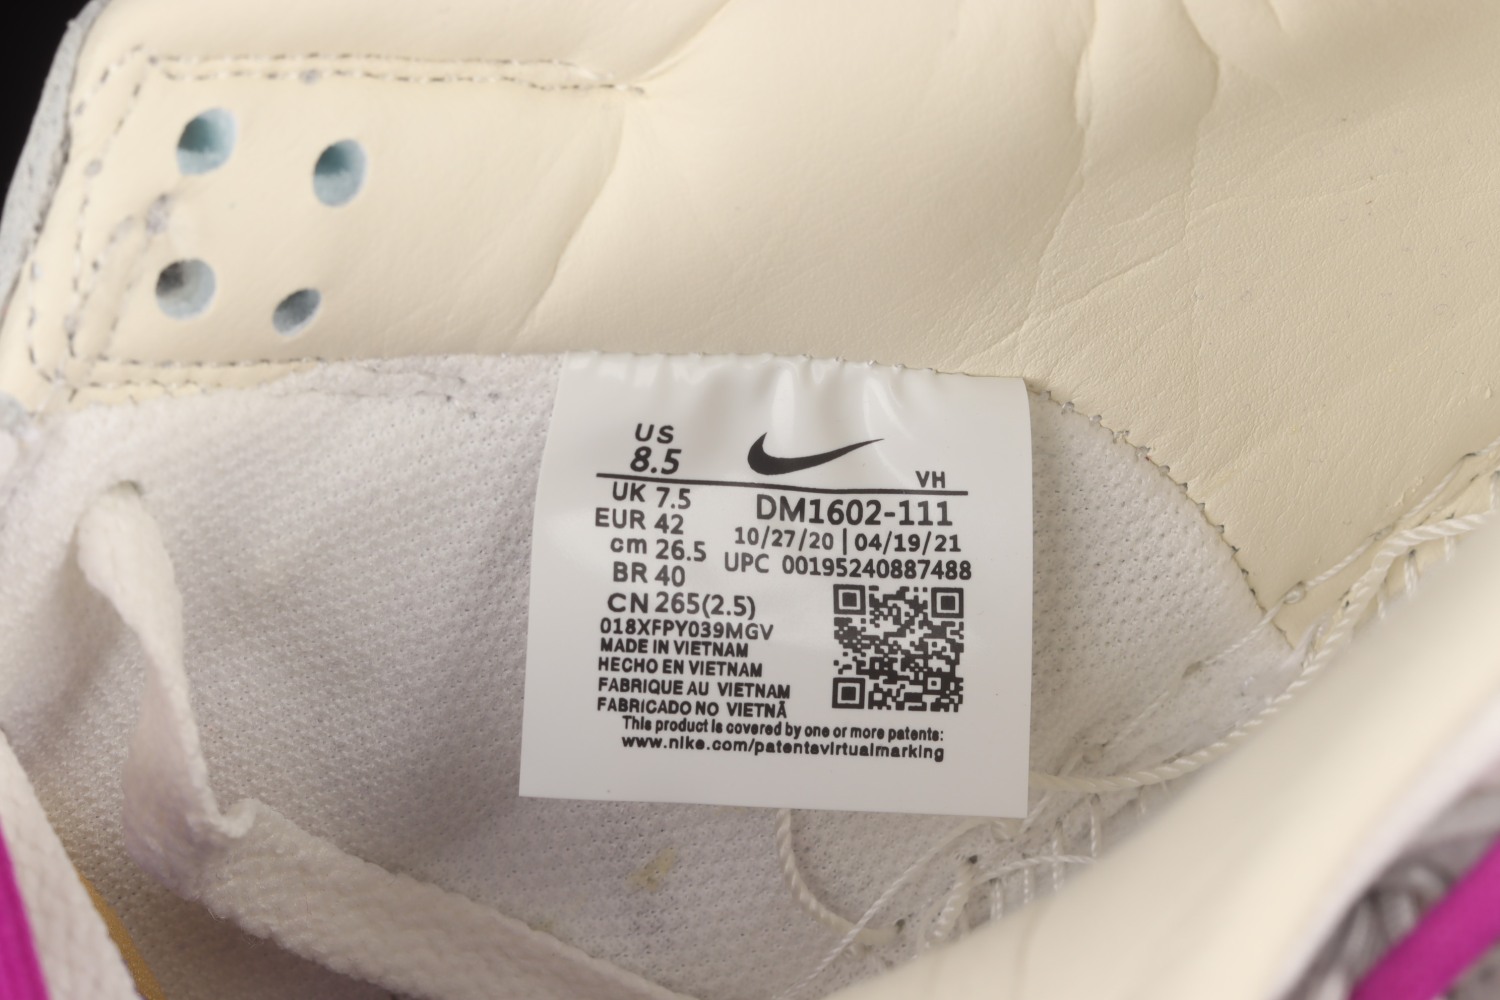 US
8.5
VH
UK 7.5
EUR 42
cm 26.5
BR 40
CN 265(2.5)
DM1602-111
10/27/20 | 04/19/21
UPC 00195240887488
018XFPY039MGV
MADE IN VIETNAM
HECHO EN VIETNAM
FABRIQUE AU VIETNAM
FABRICADO NO VIETNÃ
This product is covered by one or more patents:
www.nike.com/patentsvirtualmarking